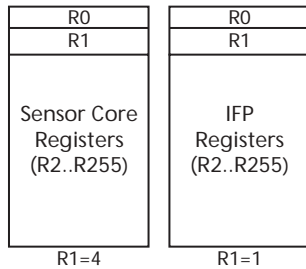 R0
R1
Sensor Core
Registers
(R2..R255)
R1=4
R0
R1
IFP
Registers
(R2..R255)
R1=1